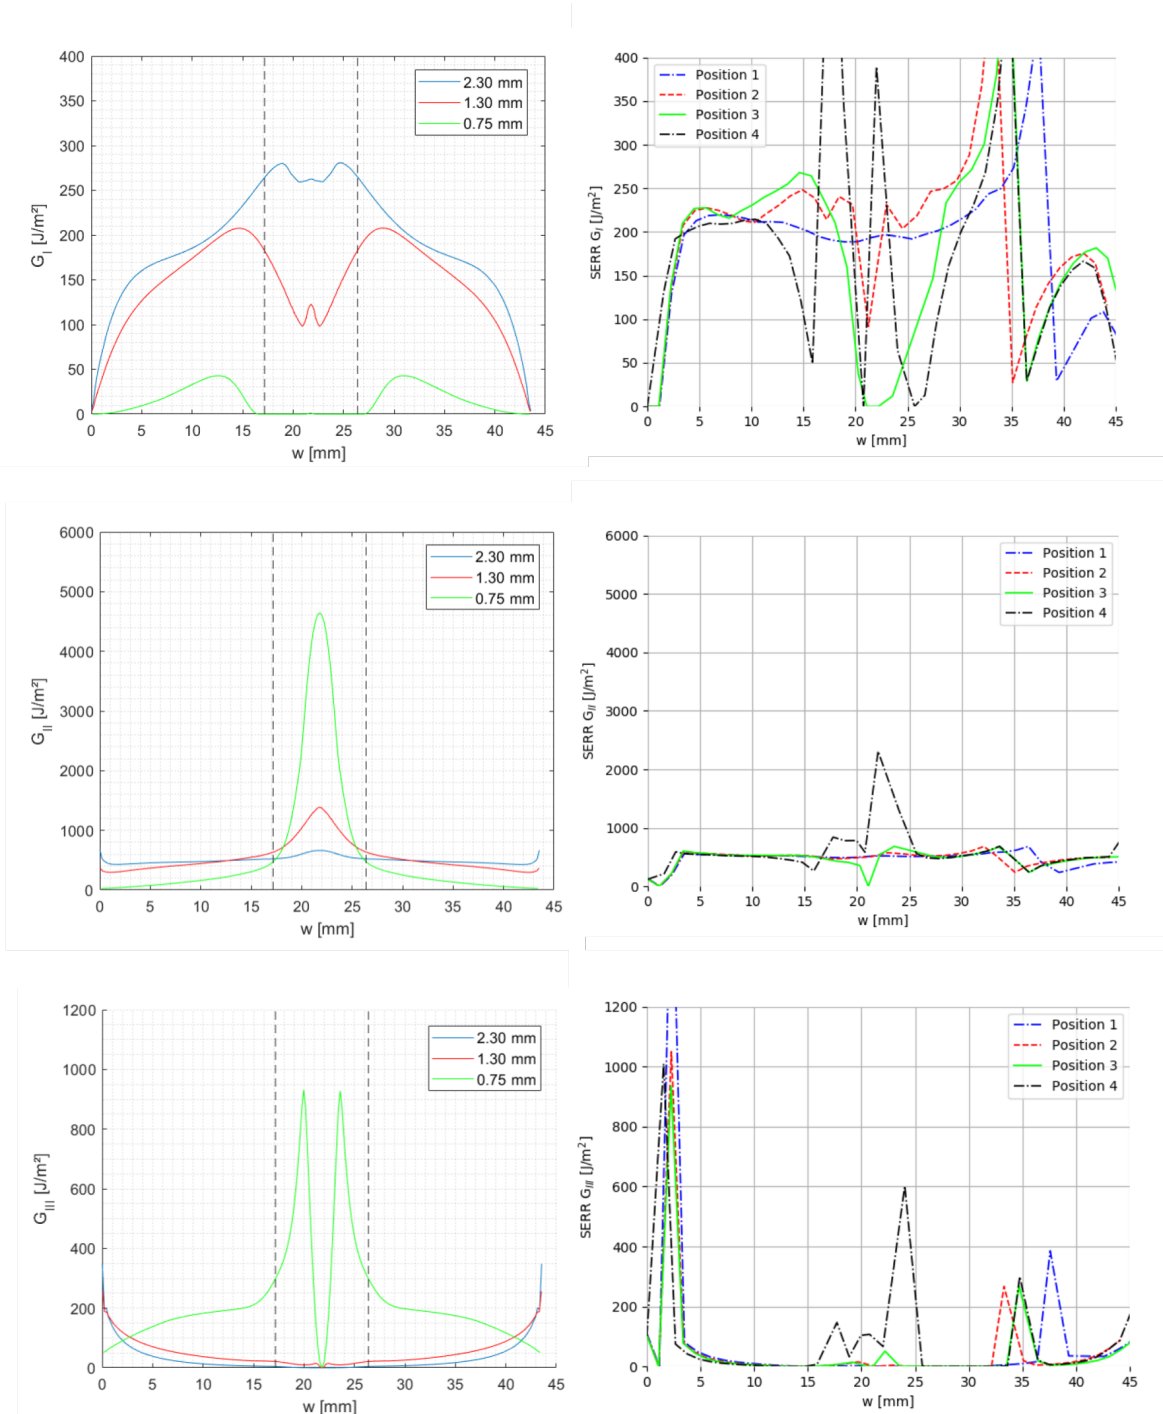 400
350
300
250
200
150
100
50
0
G_I [J/m²]
2.30 mm
1.30 mm
0.75 mm
0 5 10 15 20 25 30 35 40 45
w [mm]
400
350
300
250
200
150
100
50
0
SERR G_I [J/m²]
Position 1
Position 2
Position 3
Position 4
0 5 10 15 20 25 30 35 40 45
w [mm]
6000
5000
4000
3000
2000
1000
0
G_II [J/m²]
2.30 mm
1.30 mm
0.75 mm
0 5 10 15 20 25 30 35 40 45
w [mm]
6000
5000
4000
3000
2000
1000
0
SERR G_II [J/m²]
Position 1
Position 2
Position 3
Position 4
0 5 10 15 20 25 30 35 40 45
w [mm]
1200
1000
800
600
400
200
0
G_III [J/m²]
2.30 mm
1.30 mm
0.75 mm
0 5 10 15 20 25 30 35 40 45
w [mm]
1200
1000
800
600
400
200
0
SERR G_III [J/m²]
Position 1
Position 2
Position 3
Position 4
0 5 10 15 20 25 30 35 40 45
w [mm]